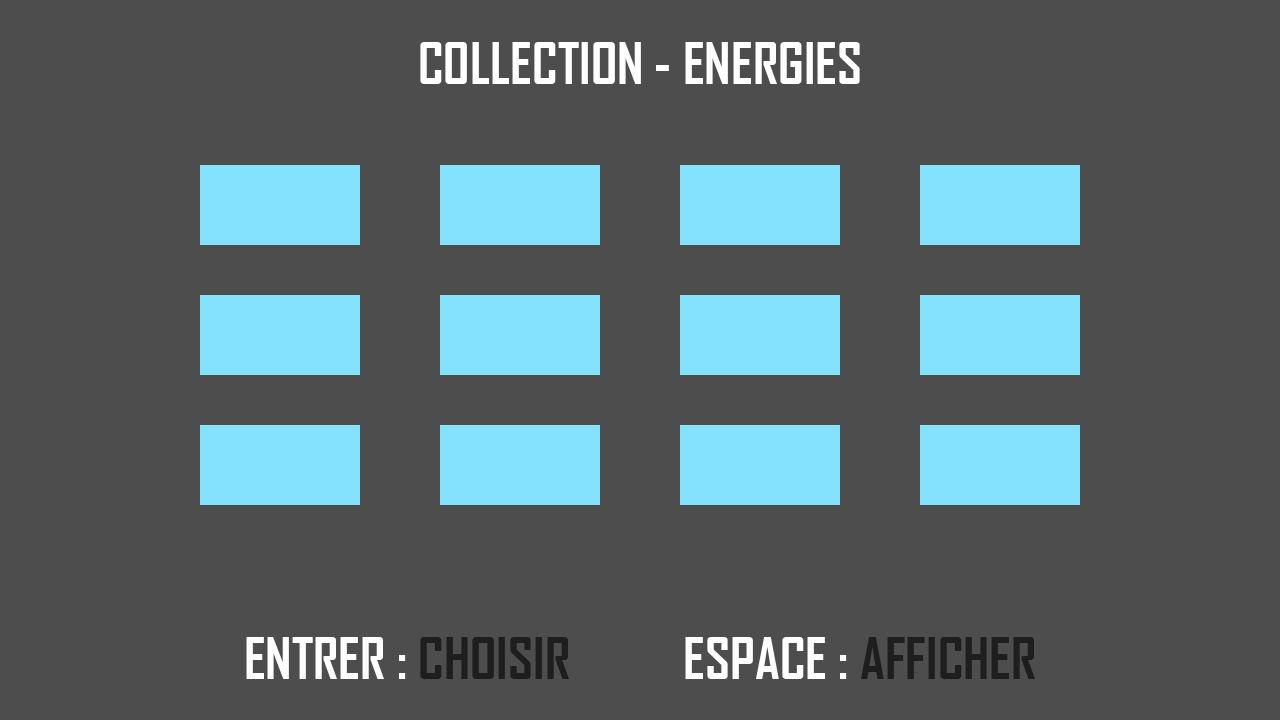 COLLECTION - ENERGIES
ENTRER : CHOISIR ESPACE : AFFICHER